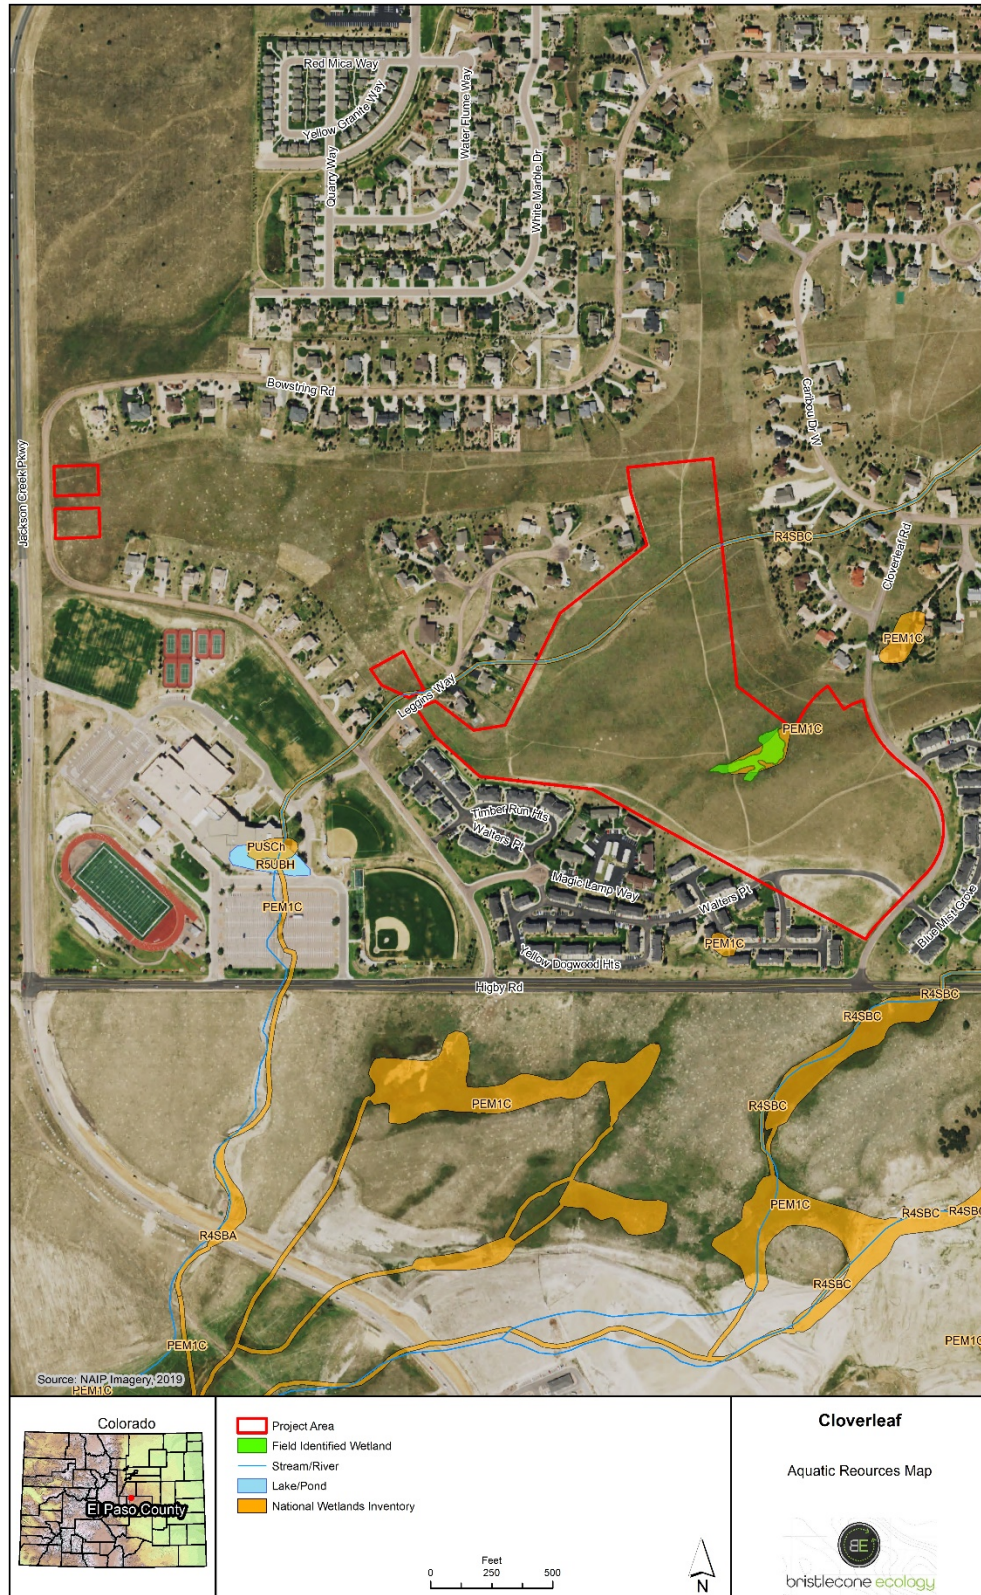 Red Mica Way
Yellow Granite Way
Water Flume Way
Quarry Way
White Marble Dr
Bowstring Rd
Caribou Dr W
Jackson Creek Pkwy
R4SBC
Cloverleaf Rd
PEM1C
Leggins Way
PEM1C
Timber Run Hts
Walters Pt
PUSCh
R5UBH
Magic Lamp Way
Walters Pt
PEM1C
Blue Mist Grove
PEM1C
Yellow Dogwood Hts
Higby Rd
R4SBC
R4SBC
PEM1C
R4SBC
PEM1C
R4SBC
R4SBC
R4SBA
R4SBC
PEM1C
PEM1C
Source: NAIP Imagery, 2019
PEM1C
Colorado
El Paso County
Project Area
Field Identified Wetland
Stream/River
Lake/Pond
National Wetlands Inventory
Feet
0 250 500
N
Cloverleaf
Aquatic Reources Map
BE
bristlecone ecology